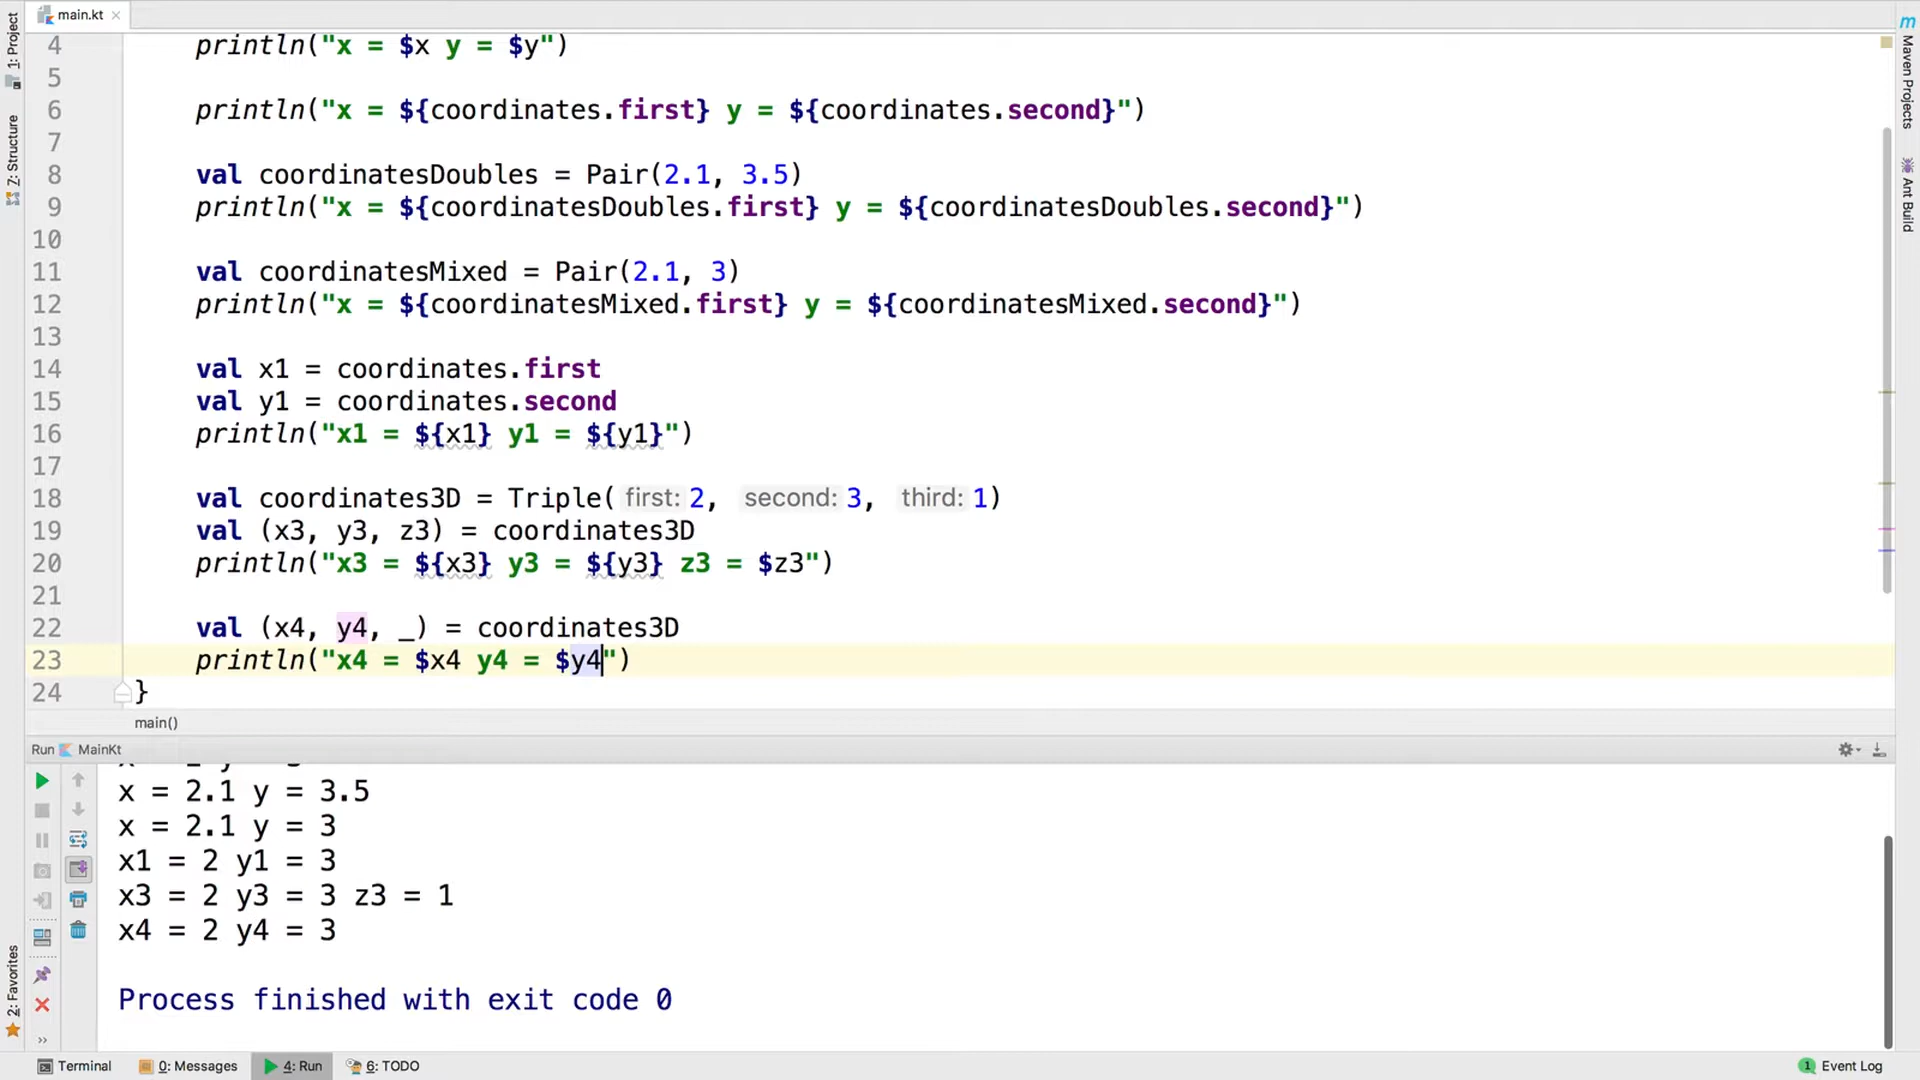 main.kt
1: Project
7: Structure
2: Favorites
4 println("x = $x y = $y")
5
6 println("x = ${coordinates.first} y = ${coordinates.second}")
7
8 val coordinatesDoubles = Pair(2.1, 3.5)
9 println("x = ${coordinatesDoubles.first} y = ${coordinatesDoubles.second}")
10
11 val coordinatesMixed = Pair(2.1, 3)
12 println("x = ${coordinatesMixed.first} y = ${coordinatesMixed.second}")
13
14 val x1 = coordinates.first
15 val y1 = coordinates.second
16 println("x1 = ${x1} y1 = ${y1}")
17
18 val coordinates3D = Triple( first: 2, second: 3, third: 1)
19 val (x3, y3, z3) = coordinates3D
20 println("x3 = ${x3} y3 = ${y3} z3 = $z3")
21
22 val (x4, y4, _) = coordinates3D
23 println("x4 = $x4 y4 = $y4")
24 }
main()
m Maven Projects
Ant Build
Run MainKt
x = 2.1 y = 3.5
x = 2.1 y = 3
x1 = 2 y1 = 3
x3 = 2 y3 = 3 z3 = 1
x4 = 2 y4 = 3
Process finished with exit code 0
Terminal 0: Messages 4: Run 6: TODO 1 Event Log